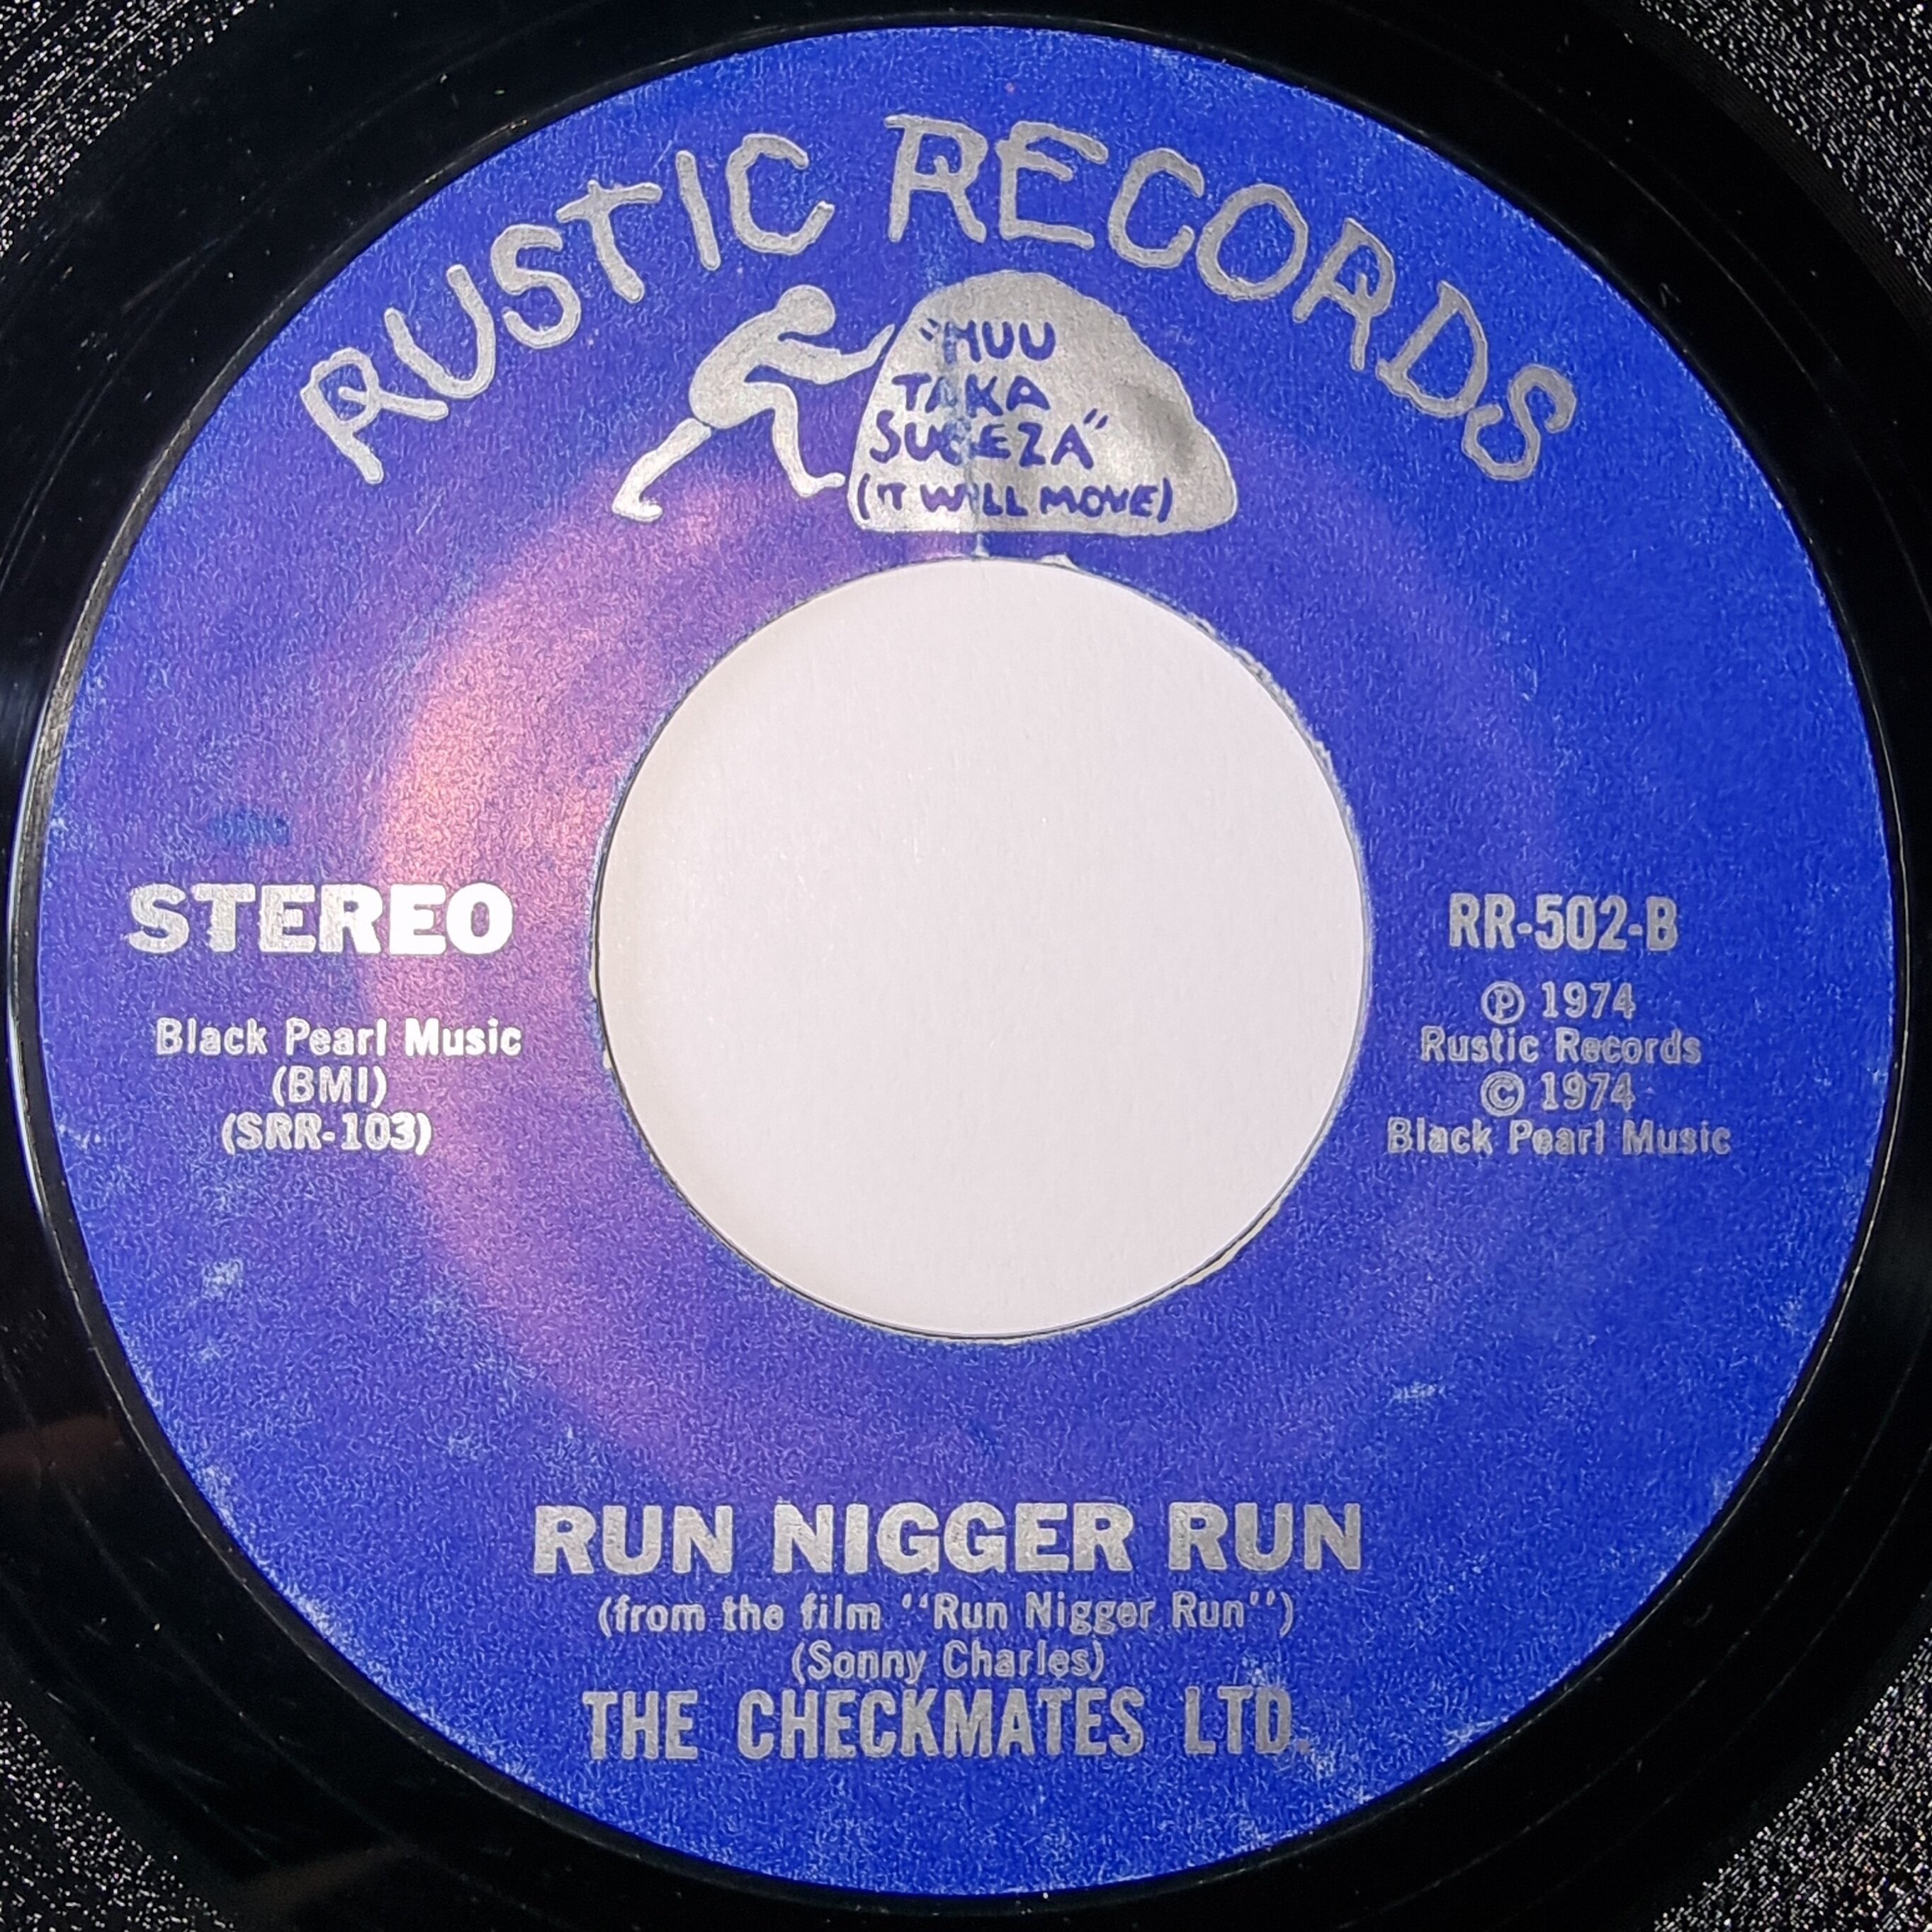 RUSTIC RECORDS
"HUU
TAKA
SUGEZA"
(IT WILL MOVE)
STEREO
Black Pearl Music
(BMI)
(SRR-103)
RR-502-B
℗ 1974
Rustic Records
© 1974
Black Pearl Music
RUN NIGGER RUN
(from the film "Run Nigger Run")
(Sonny Charles)
THE CHECKMATES LTD.